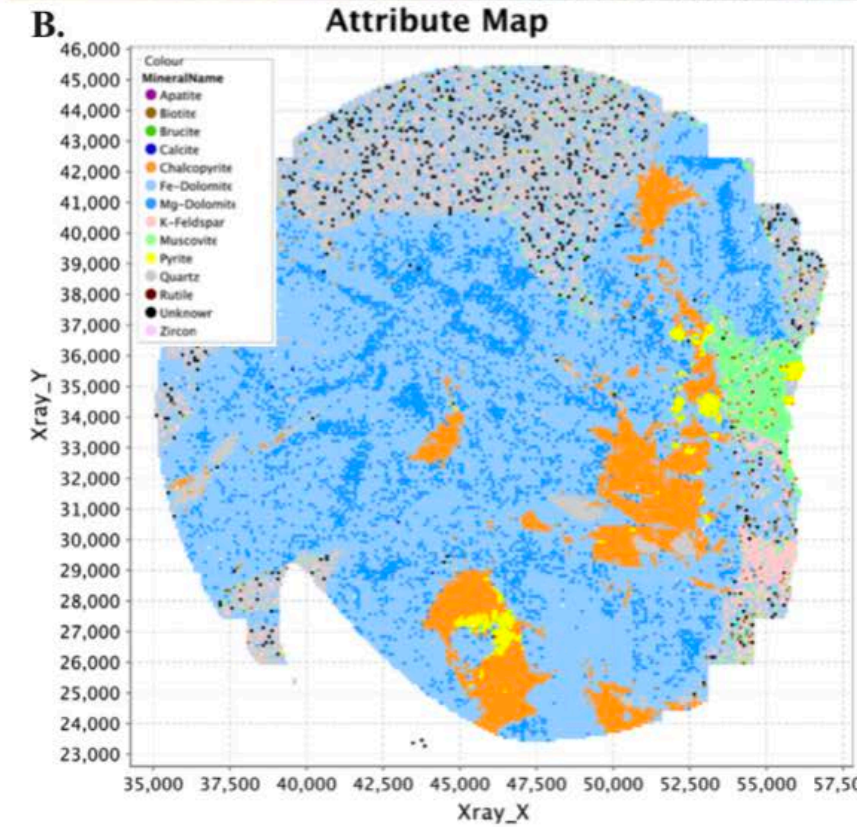 B.
Attribute Map
46,000
45,000
44,000
43,000
42,000
41,000
40,000
39,000
38,000
37,000
36,000
35,000
34,000
33,000
32,000
31,000
30,000
29,000
28,000
27,000
26,000
25,000
24,000
23,000
Xray_Y
Colour
MineralName
Apatite
Biotite
Brucite
Calcite
Chalcopyrite
Fe-Dolomite
Mg-Dolomite
K-Feldspar
Muscovite
Pyrite
Quartz
Rutile
Unknowr
Zircon
35,000 37,500 40,000 42,500 45,000 47,500 50,000 52,500 55,000 57,50
Xray_X